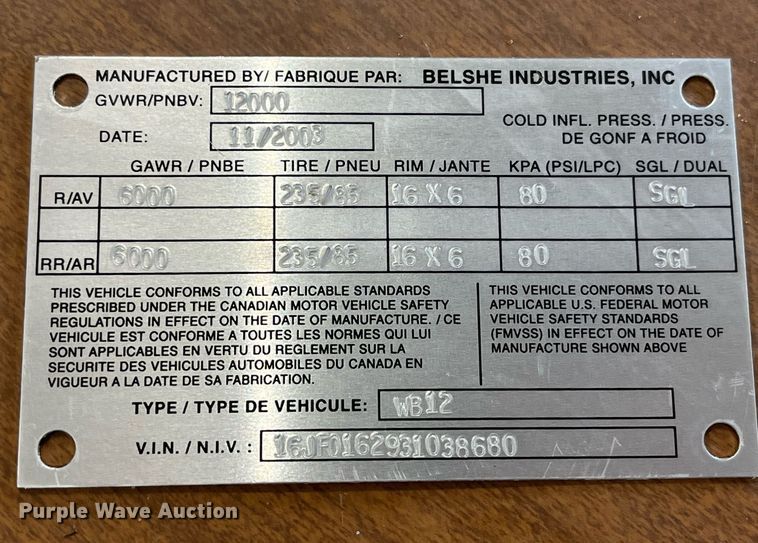 MANUFACTURED BY/ FABRIQUE PAR: BELSHE INDUSTRIES, INC
GVWR/PNBV: 12000
DATE: 11/2003
COLD INFL. PRESS. / PRESS.
DE GONF A FROID
GAWR / PNBE TIRE / PNEU RIM / JANTE KPA (PSI/LPC) SGL / DUAL
R/AV 6000 235/85 16 X 6 80 SGL
RR/AR 6000 235/85 16 X 6 80 SGL
THIS VEHICLE CONFORMS TO ALL APPLICABLE STANDARDS
PRESCRIBED UNDER THE CANADIAN MOTOR VEHICLE SAFETY
REGULATIONS IN EFFECT ON THE DATE OF MANUFACTURE. / CE
VEHICULE EST CONFORME A TOUTES LES NORMES QUI LUI
SONT APPLICABLES EN VERTU DU REGLEMENT SUR LA
SECURITE DES VEHICULES AUTOMOBILES DU CANADA EN
VIGUEUR A LA DATE DE SA FABRICATION.
THIS VEHICLE CONFORMS TO ALL
APPLICABLE U.S. FEDERAL MOTOR
VEHICLE SAFETY STANDARDS
(FMVSS) IN EFFECT ON THE DATE OF
MANUFACTURE SHOWN ABOVE
TYPE / TYPE DE VEHICULE: WB12
V.I.N. / N.I.V. : 16JF0162931038680
Purple Wave Auction